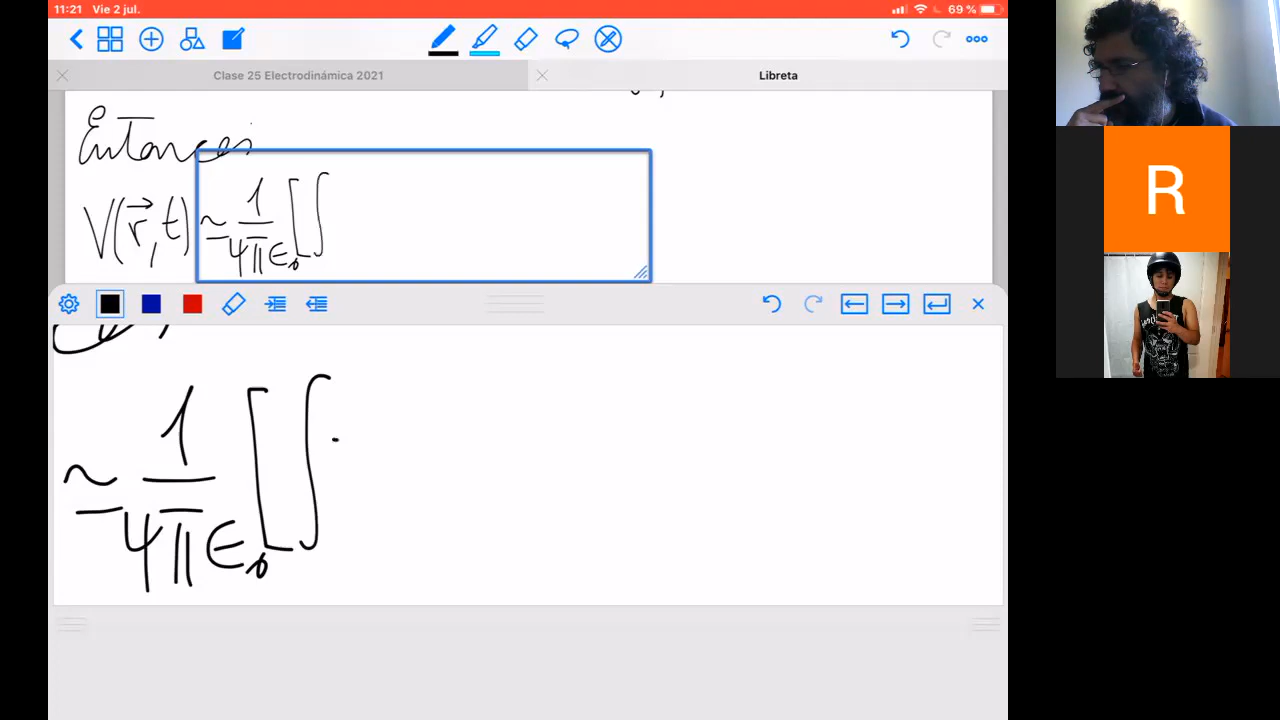 11:21 Vie 2 jul. 69 %
Clase 25 Electrodinámica 2021
Libreta
Entonces
V(r⃗,t) ≃ 1/4πϵ₀ [∫
≃ 1/4πϵ₀ [∫
R